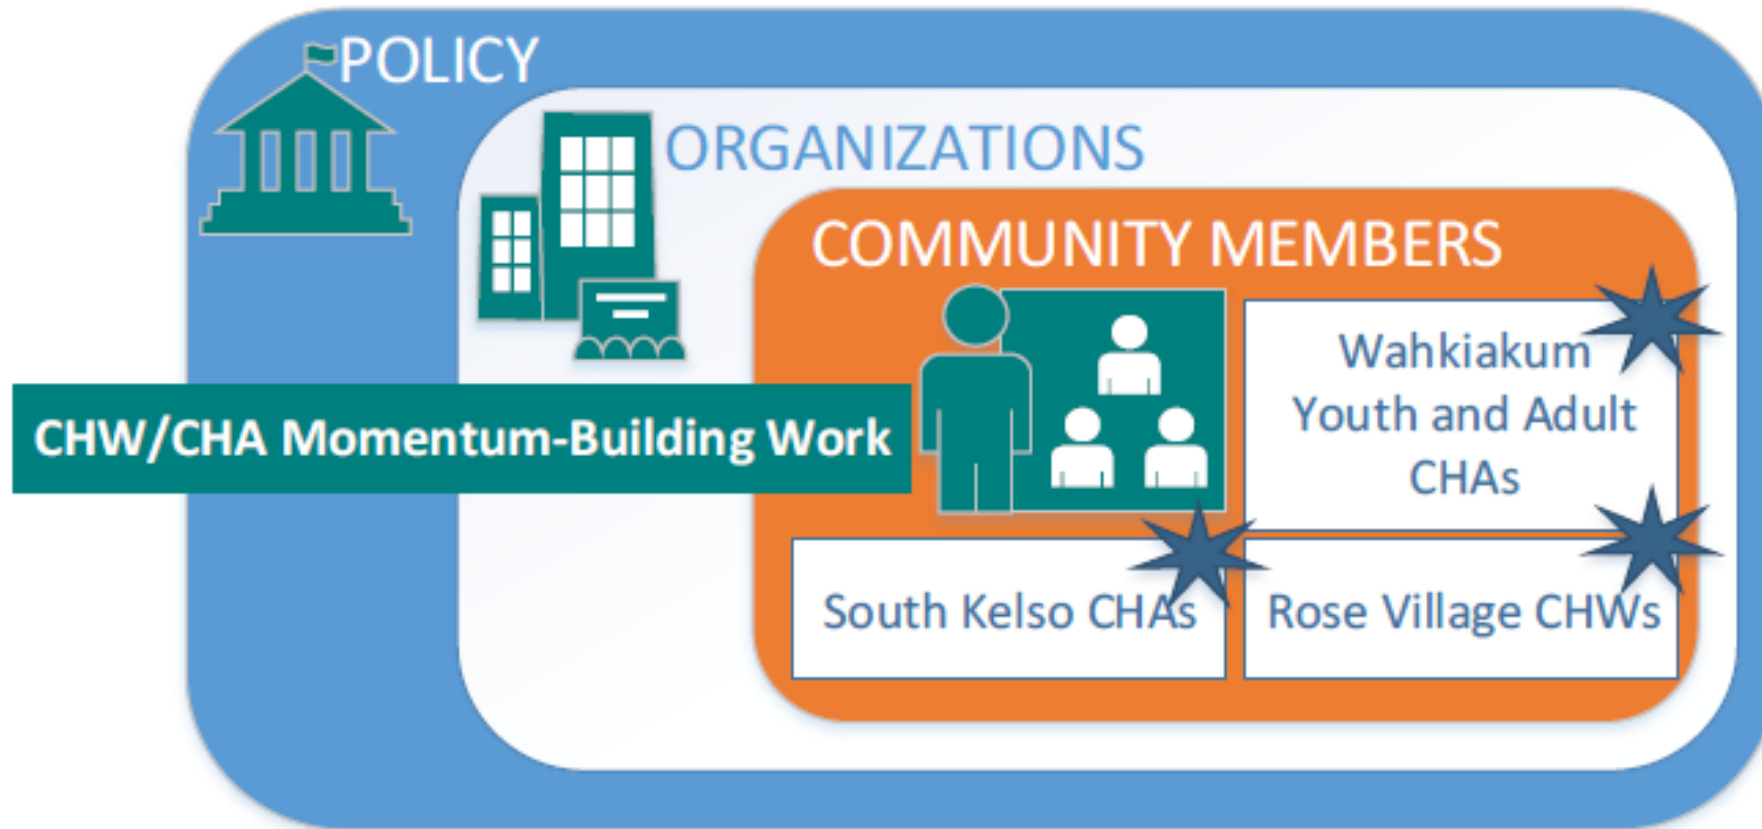 POLICY
ORGANIZATIONS
COMMUNITY MEMBERS
CHW/CHA Momentum-Building Work
Wahkiakum
Youth and Adult
CHAs
South Kelso CHAs
Rose Village CHWs